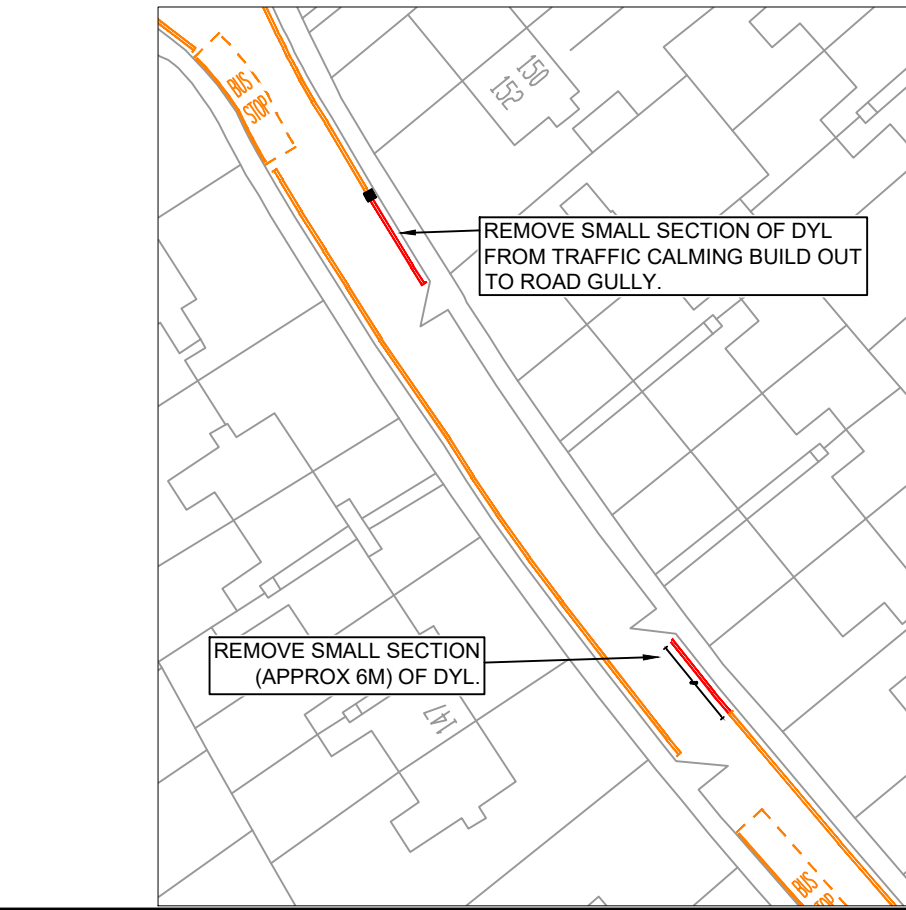 BUS
STOP
150
152
REMOVE SMALL SECTION OF DYL
FROM TRAFFIC CALMING BUILD OUT
TO ROAD GULLY.
REMOVE SMALL SECTION
(APPROX 6M) OF DYL.
147
BUS
STOP